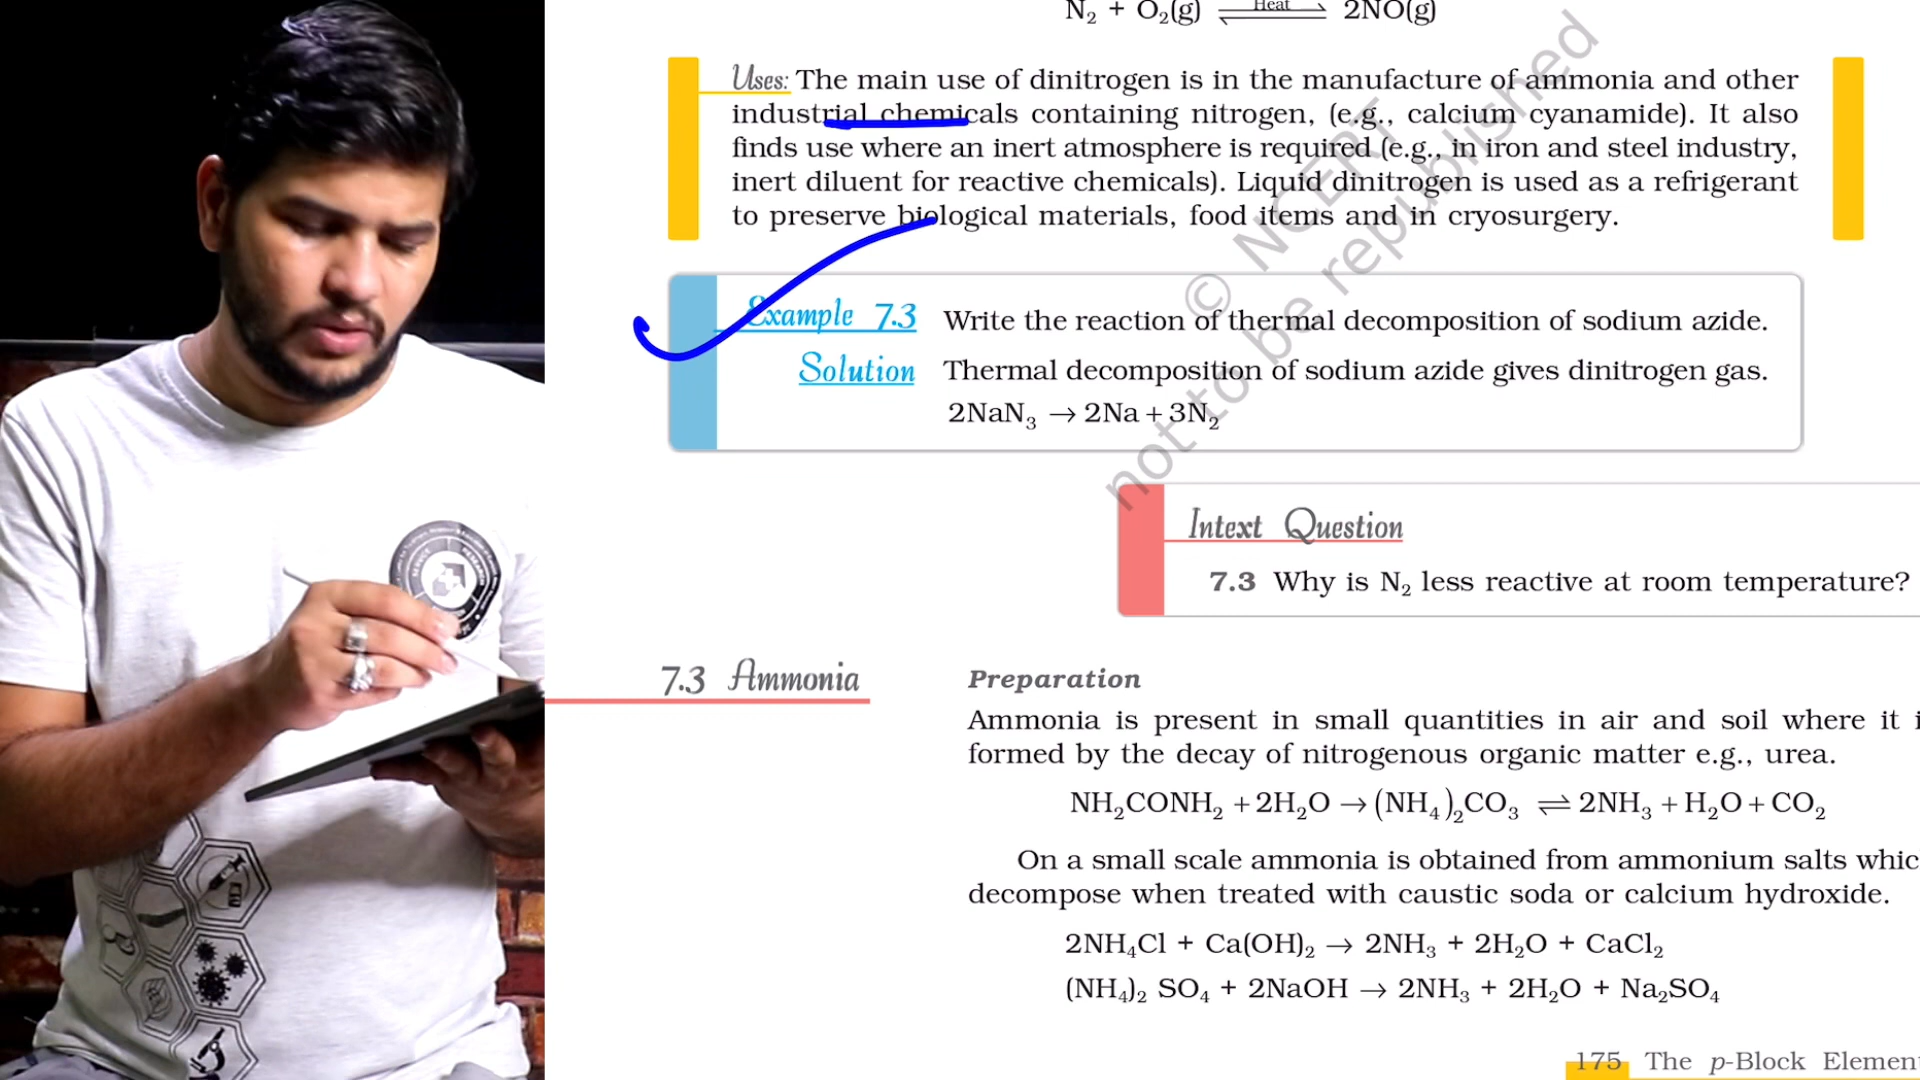 N₂ + O₂(g) ⇌ 2NO(g)
Heat
Uses: The main use of dinitrogen is in the manufacture of ammonia and other
industrial chemicals containing nitrogen, (e.g., calcium cyanamide). It also
finds use where an inert atmosphere is required (e.g., in iron and steel industry,
inert diluent for reactive chemicals). Liquid dinitrogen is used as a refrigerant
to preserve biological materials, food items and in cryosurgery.
© NCERT
not to be republished
Example 7.3 Write the reaction of thermal decomposition of sodium azide.
Solution Thermal decomposition of sodium azide gives dinitrogen gas.
2NaN₃ → 2Na + 3N₂
Intext Question
7.3 Why is N₂ less reactive at room temperature?
7.3 Ammonia
Preparation
Ammonia is present in small quantities in air and soil where it i
formed by the decay of nitrogenous organic matter e.g., urea.
NH₂CONH₂ + 2H₂O → (NH₄)₂CO₃ ⇌ 2NH₃ + H₂O + CO₂
On a small scale ammonia is obtained from ammonium salts whic
decompose when treated with caustic soda or calcium hydroxide.
2NH₄Cl + Ca(OH)₂ → 2NH₃ + 2H₂O + CaCl₂
(NH₄)₂ SO₄ + 2NaOH → 2NH₃ + 2H₂O + Na₂SO₄
175 The p-Block Element